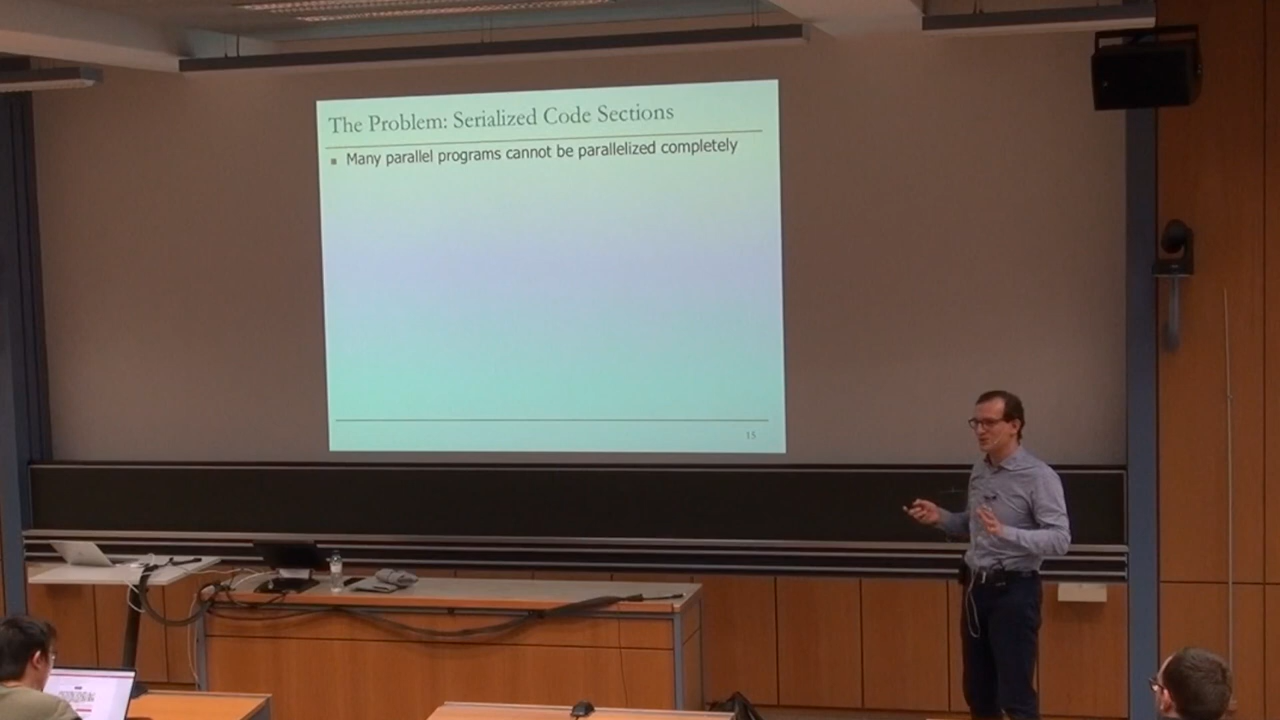 The Problem: Serialized Code Sections
▪ Many parallel programs cannot be parallelized completely
15